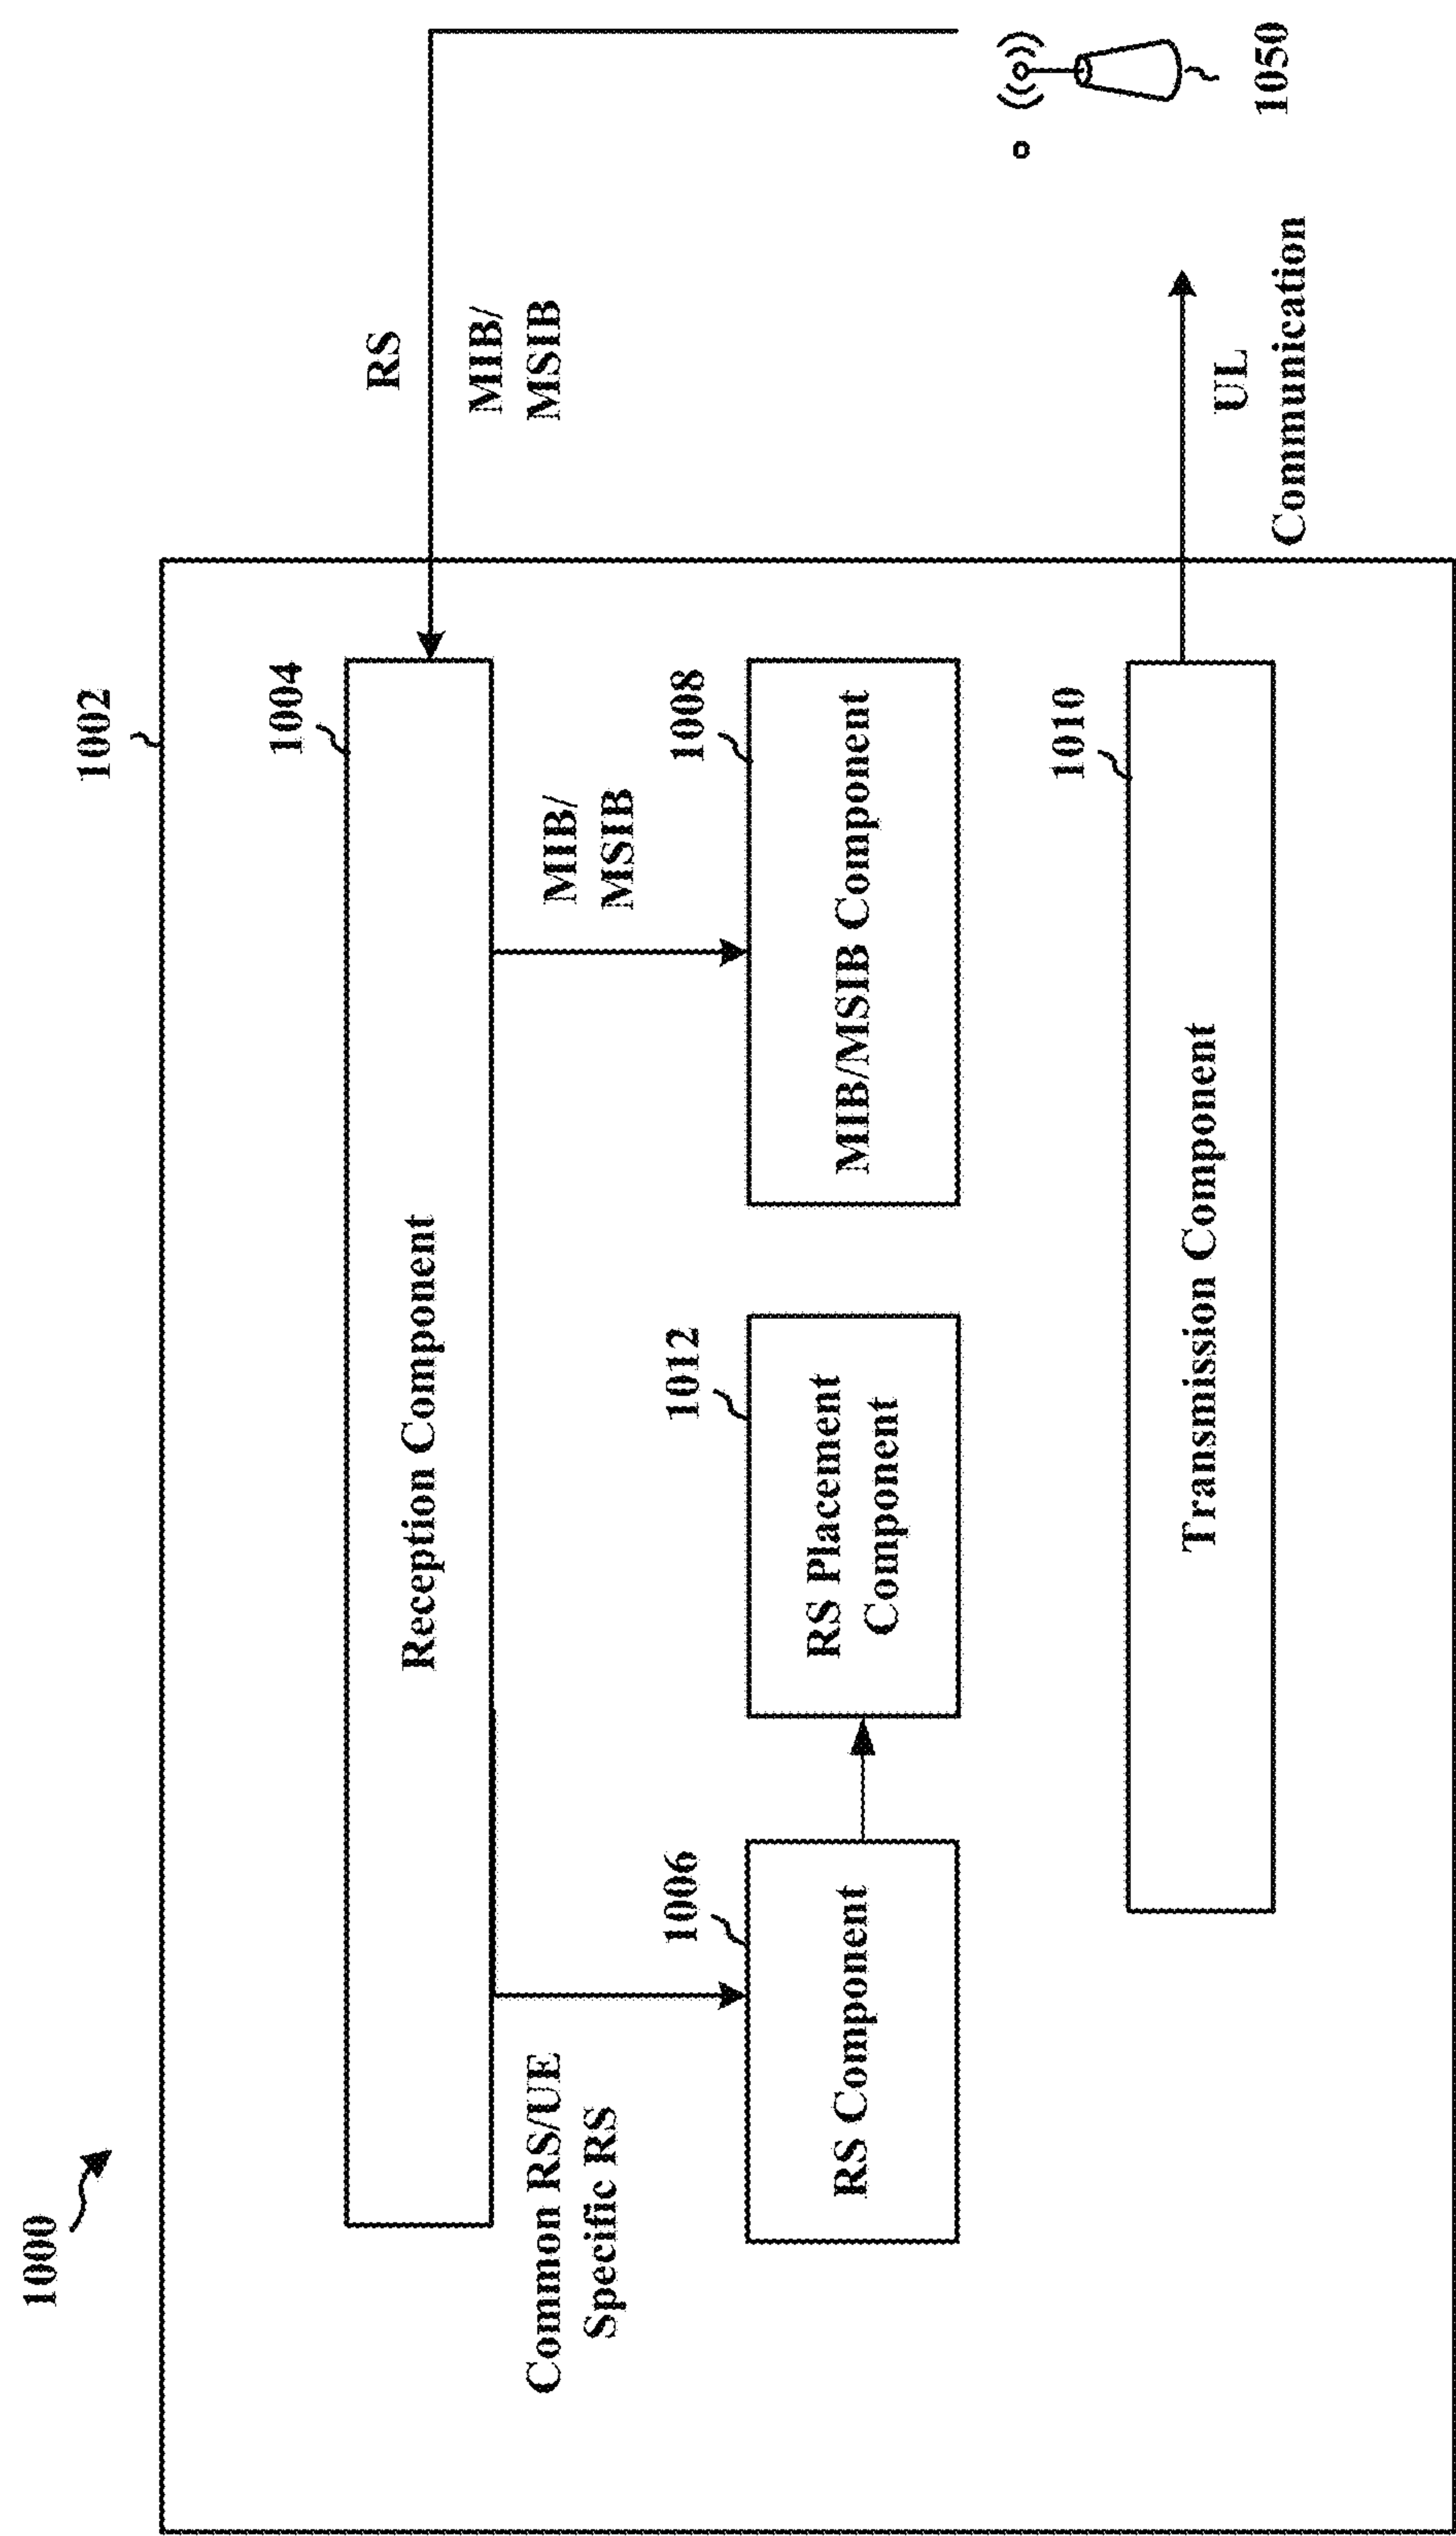 1000
1002
1004
Reception Component
RS
MIB/
MSIB
Common RS/UE
Specific RS
MIB/
MSIB
1006
RS Component
1012
RS Placement
Component
1008
MIB/MSIB Component
1010
Transmission Component
UL
Communication
1050